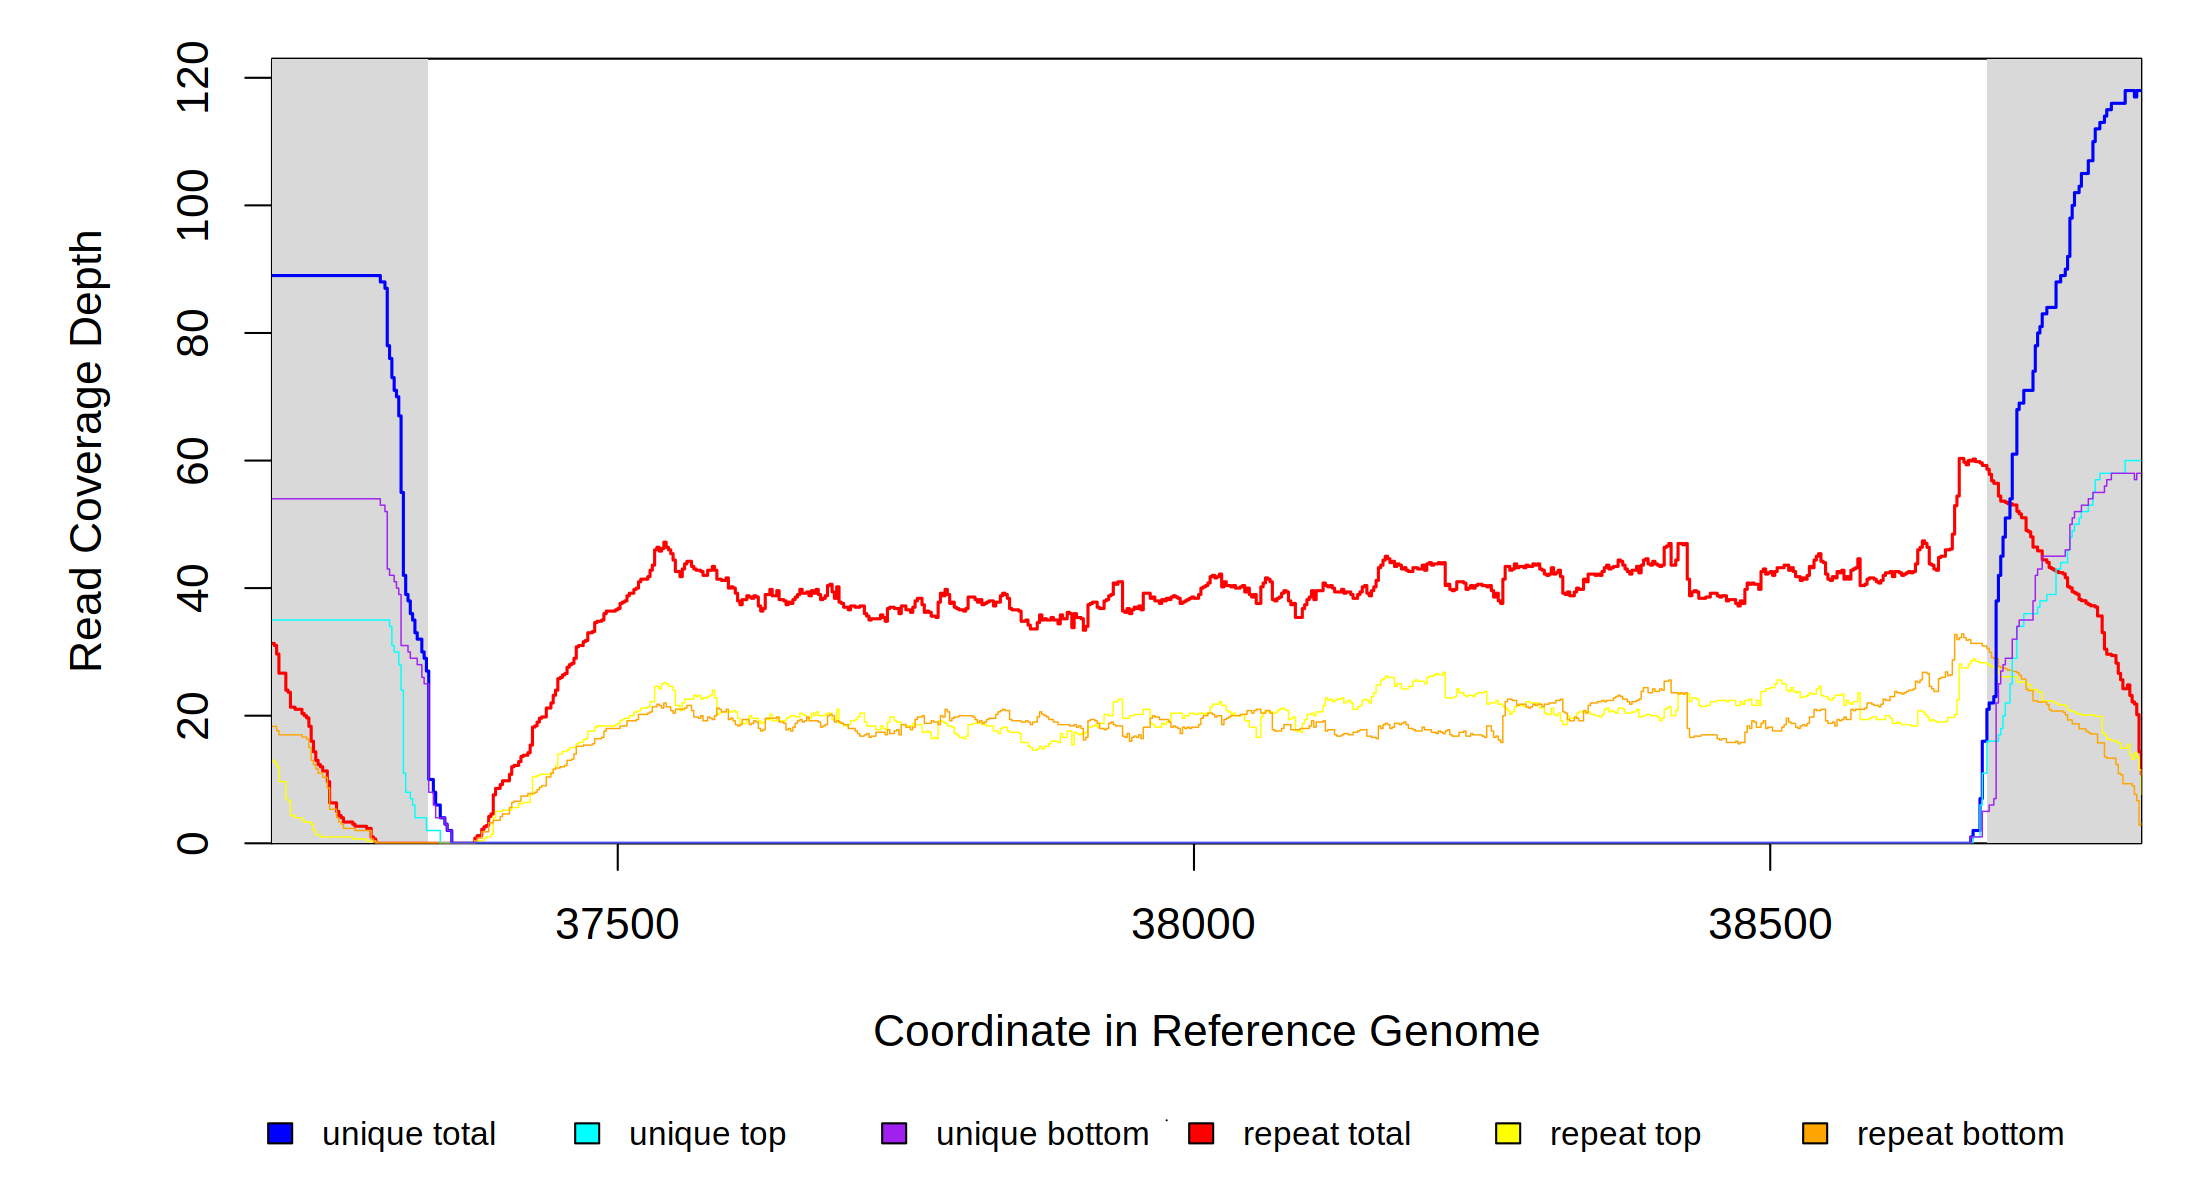 120
100
80
60
40
20
0
Read Coverage Depth
37500 38000 38500
Coordinate in Reference Genome
unique total unique top unique bottom repeat total repeat top repeat bottom